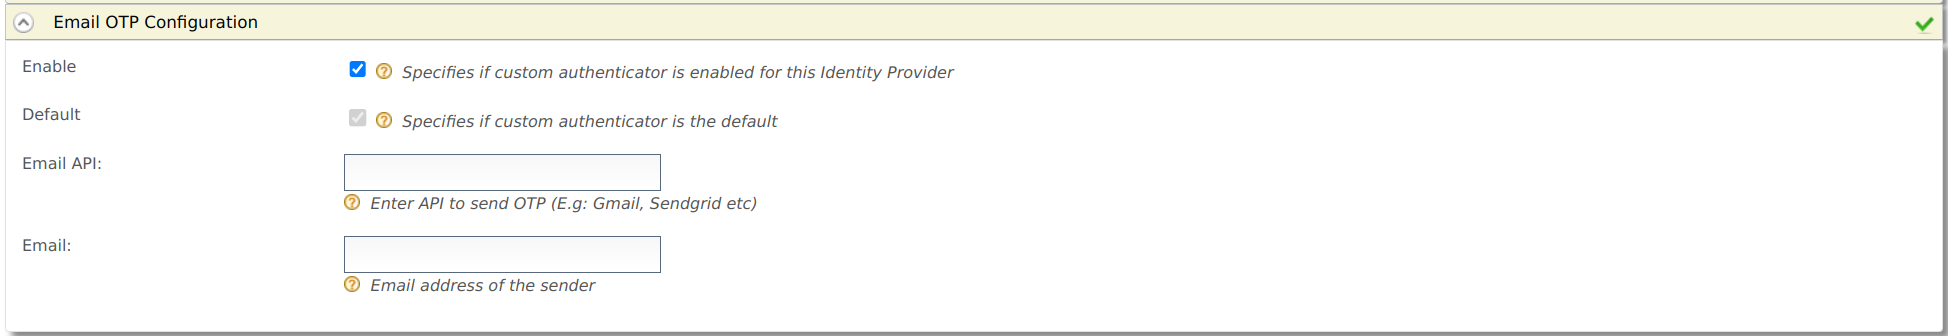 Email OTP Configuration
Enable
? Specifies if custom authenticator is enabled for this Identity Provider
Default
? Specifies if custom authenticator is the default
Email API:
? Enter API to send OTP (E.g: Gmail, Sendgrid etc)
Email:
? Email address of the sender